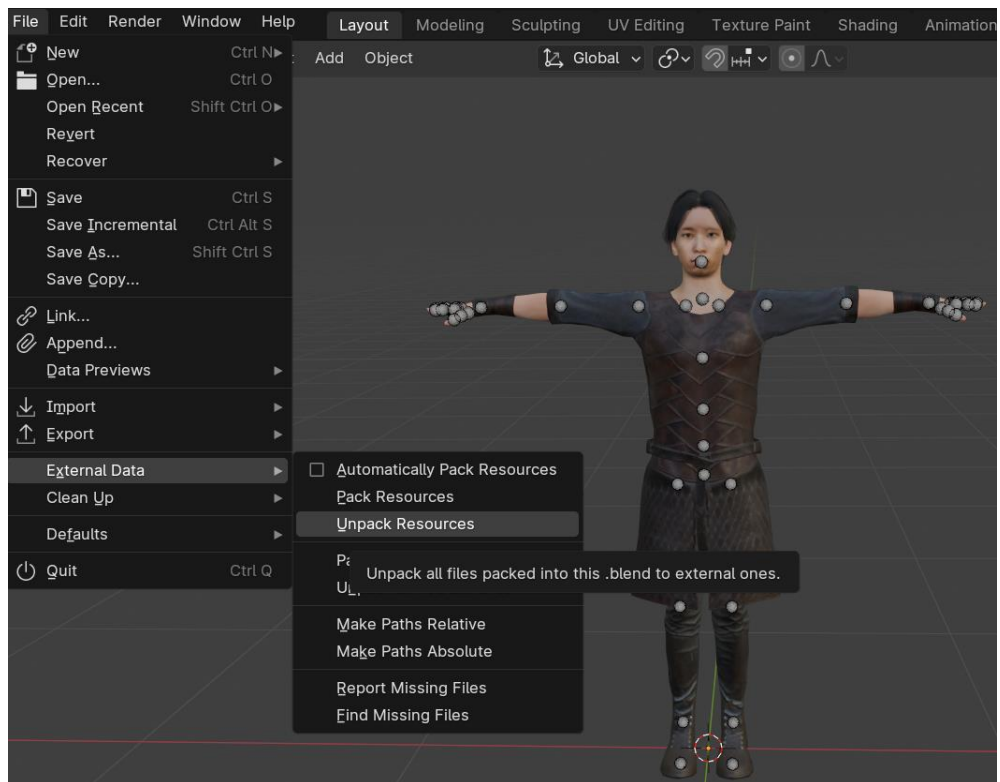 File Edit Render Window Help Layout Modeling Sculpting UV Editing Texture Paint Shading Animation
Add Object Global
New Ctrl N
Open... Ctrl O
Open Recent Shift Ctrl O
Revert
Recover
Save Ctrl S
Save Incremental Ctrl Alt S
Save As... Shift Ctrl S
Save Copy...
Link...
Append...
Data Previews
Import
Export
External Data
Clean Up
Defaults
Quit Ctrl Q
Automatically Pack Resources
Pack Resources
Unpack Resources
Unpack all files packed into this .blend to external ones.
Make Paths Relative
Make Paths Absolute
Report Missing Files
Find Missing Files